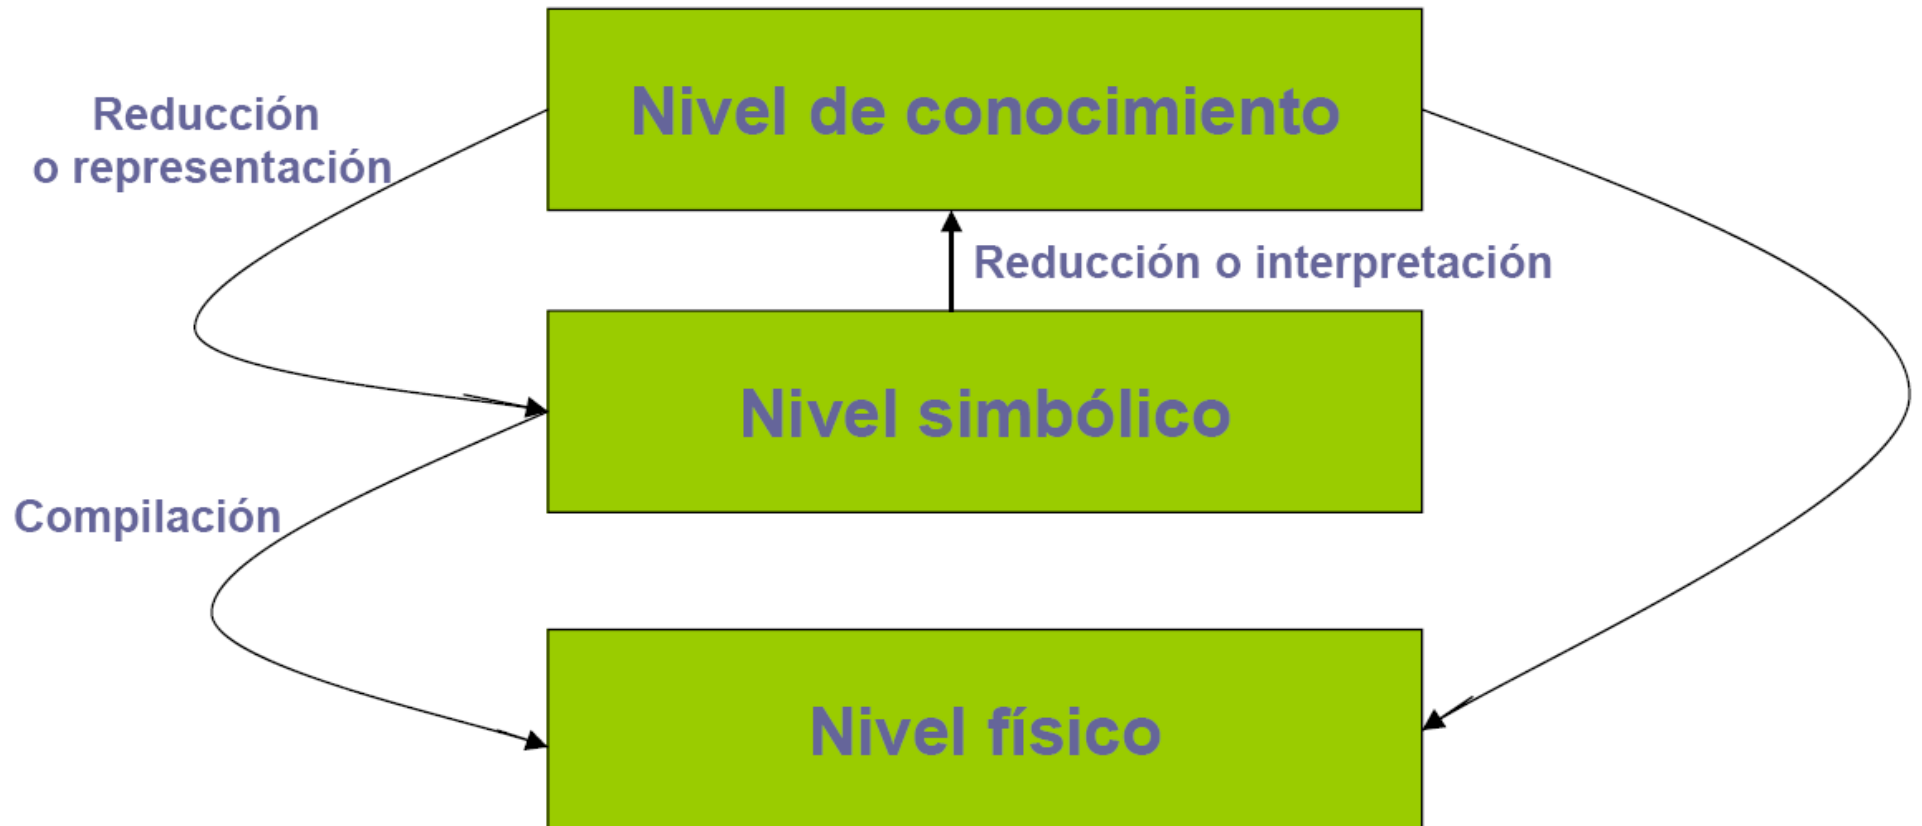 Nivel de conocimiento
Reducción
o representación
Reducción o interpretación
Nivel simbólico
Compilación
Nivel físico